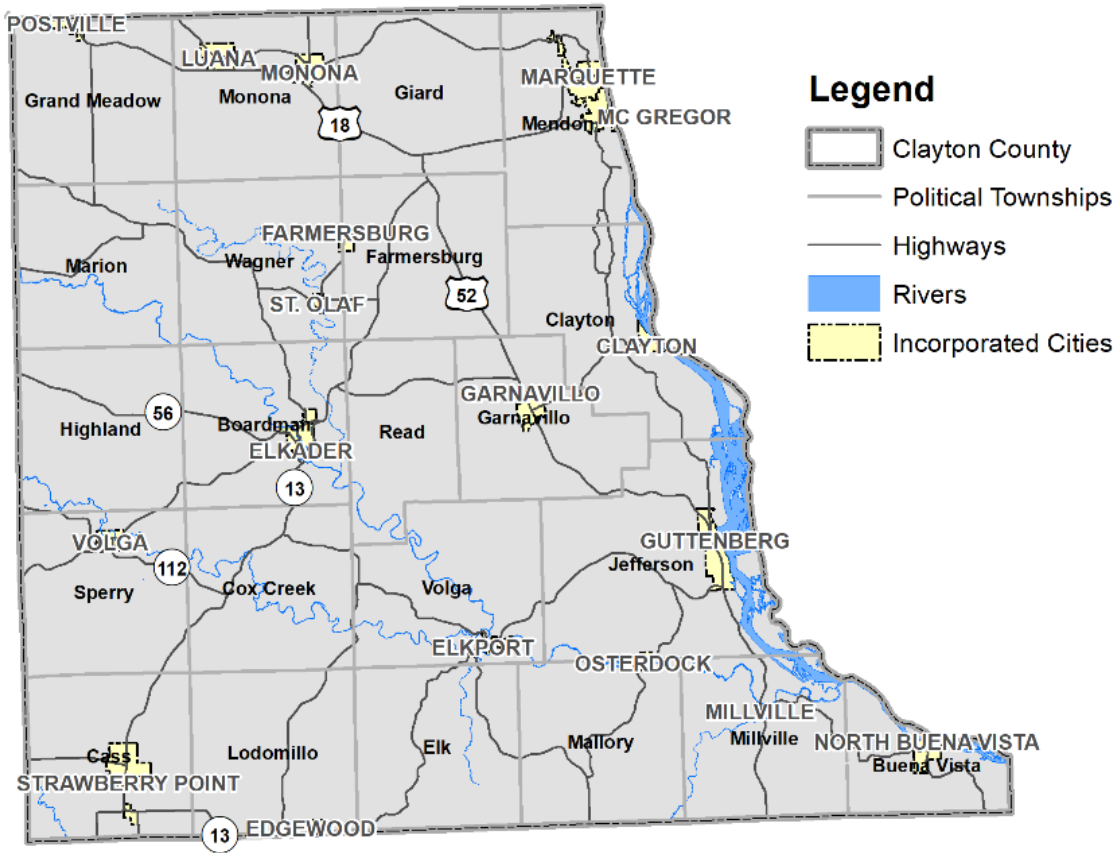 POSTVILLE
LUANA
MONONA
MARQUETTE
Grand Meadow
Monona
Giard
Mendon
MC GREGOR
18
FARMERSBURG
Marion
Wagner
Farmersburg
ST. OLAF
52
Clayton
CLAYTON
GARNAVILLO
Garnavillo
56
Highland
Boardman
Read
ELKADER
13
VOLGA
112
GUTTENBERG
Jefferson
Sperry
Cox Creek
Volga
ELKPORT
OSTERDOCK
MILLVILLE
Millville
NORTH BUENA VISTA
Buena Vista
Cass
Lodomillo
Elk
Mallory
STRAWBERRY POINT
13
EDGEWOOD
Legend
Clayton County
Political Townships
Highways
Rivers
Incorporated Cities